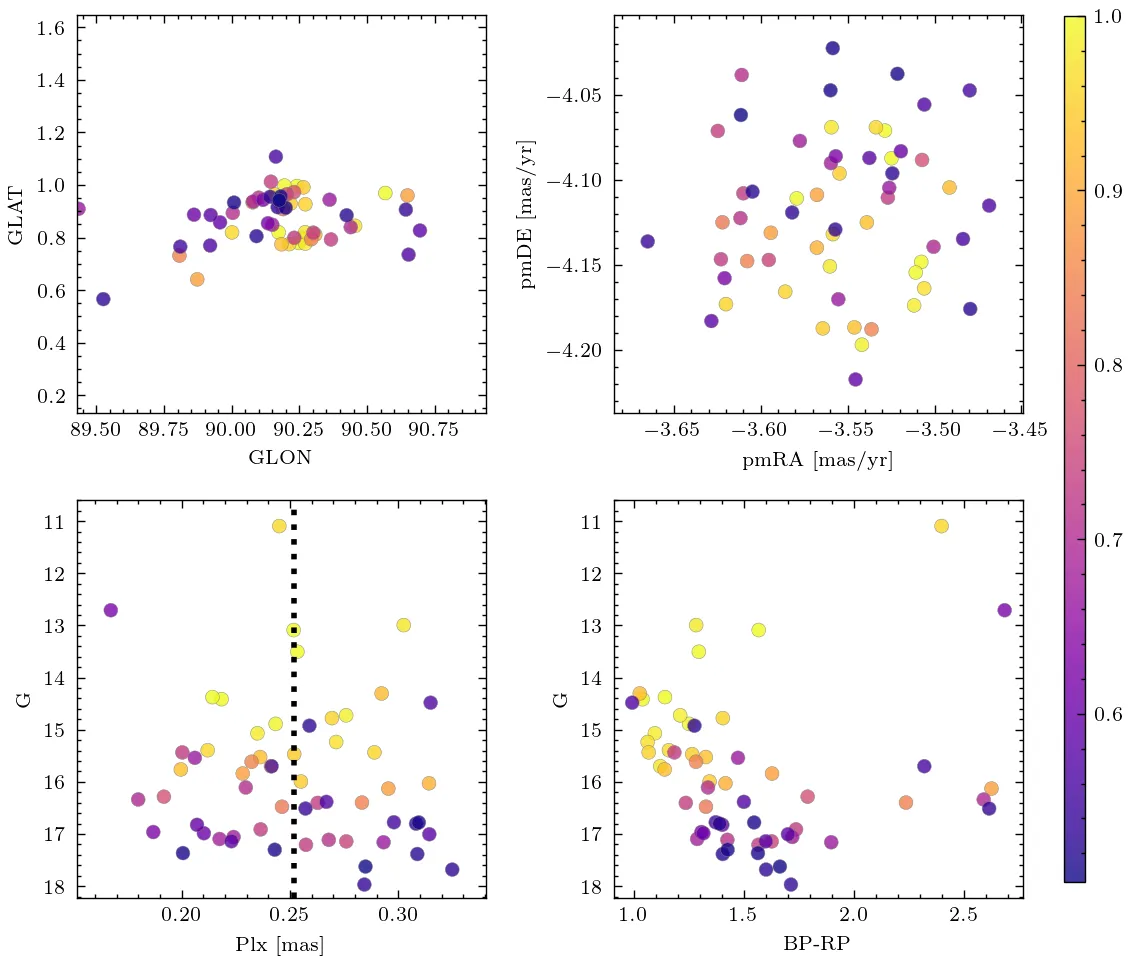 1.6
1.4
1.2
1.0
0.8
0.6
0.4
0.2
GLAT
89.50 89.75 90.00 90.25 90.50 90.75
GLON
−4.05
−4.10
−4.15
−4.20
pmDE [mas/yr]
−3.65 −3.60 −3.55 −3.50 −3.45
pmRA [mas/yr]
1.0
0.9
0.8
0.7
0.6
11
12
13
14
15
16
17
18
G
0.20 0.25 0.30
Plx [mas]
11
12
13
14
15
16
17
18
G
1.0 1.5 2.0 2.5
BP-RP